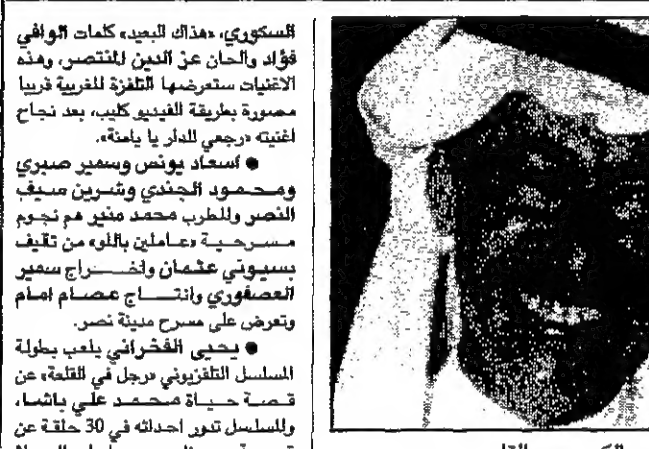 السكوري، «هذاك البعيد» كلمات الوافي
فؤاد والحان عز الدين المنتصر، وهذه
الاغنيات ستعرضها التلفزة المغربية قريبا
مصورة بطريقة الفيديو كليب، بعد نجاح
اغنيته «رجعي للدار يا يامنة».
● اسعاد يونس وسمير صبري
ومحمود الجندي وشرين سيف
النصر والمطرب محمد منير هم نجوم
مسرحية «عاملين باللو» من تاليف
بسيوني عثمان واخراج سمير
العصفوري وانتاج عصام امام
وتعرض على مسرح مدينة نصر.
● يحيى الفخراني يلعب بطولة
المسلسل التلفزيوني «رجل في القلعة» عن
قصة حياة محمد علي باشا،
والمسلسل تدور احداثه في 30 حلقة عن